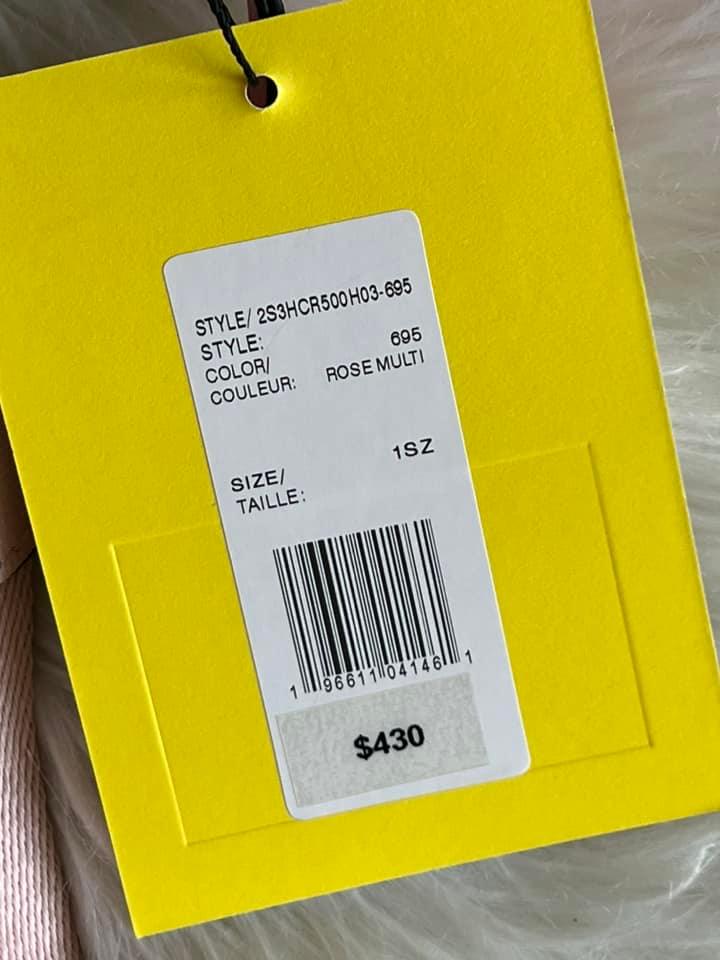 STYLE/ 2S3HCR500H03-695
STYLE:
COLOR/ 695
COULEUR: ROSE MULTI
SIZE/ 1SZ
TAILLE:
1 96611 04146 1
$430